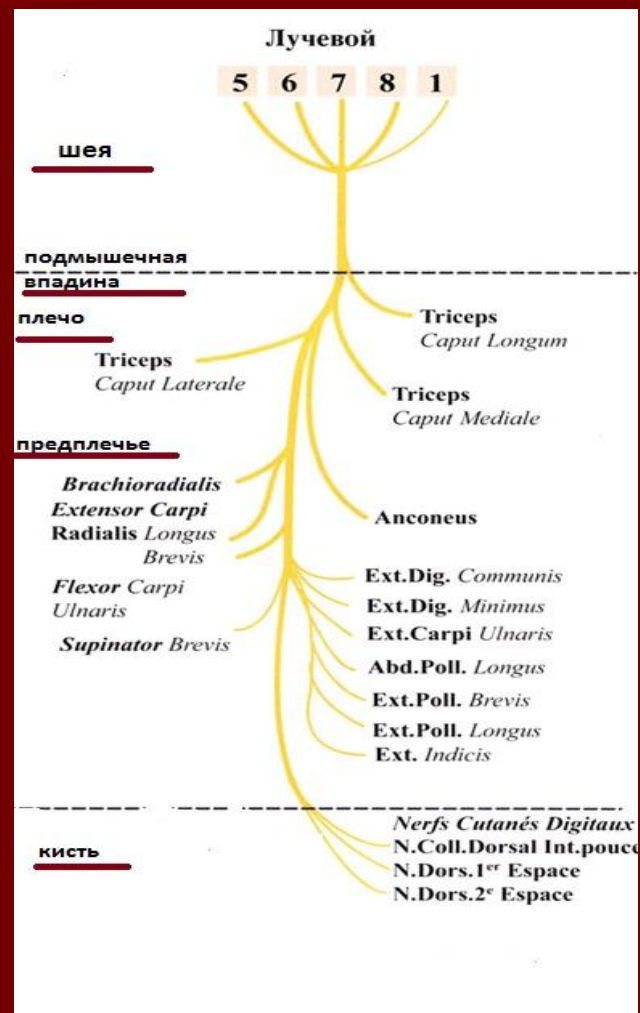 Лучевой
5 6 7 8 1
шея
подмышечная
впадина
плечо
Triceps
Caput Longum
Triceps
Caput Laterale
Triceps
Caput Mediale
предплечье
Brachioradialis
Extensor Carpi
Radialis Longus
Brevis
Flexor Carpi
Ulnaris
Supinator Brevis
Anconeus
Ext.Dig. Communis
Ext.Dig. Minimus
Ext.Carpi Ulnaris
Abd.Poll. Longus
Ext.Poll. Brevis
Ext.Poll. Longus
Ext. Indicis
кисть
Nerfs Cutanés Digitaux
N.Coll.Dorsal Int.pouce
N.Dors.1er Espace
N.Dors.2e Espace